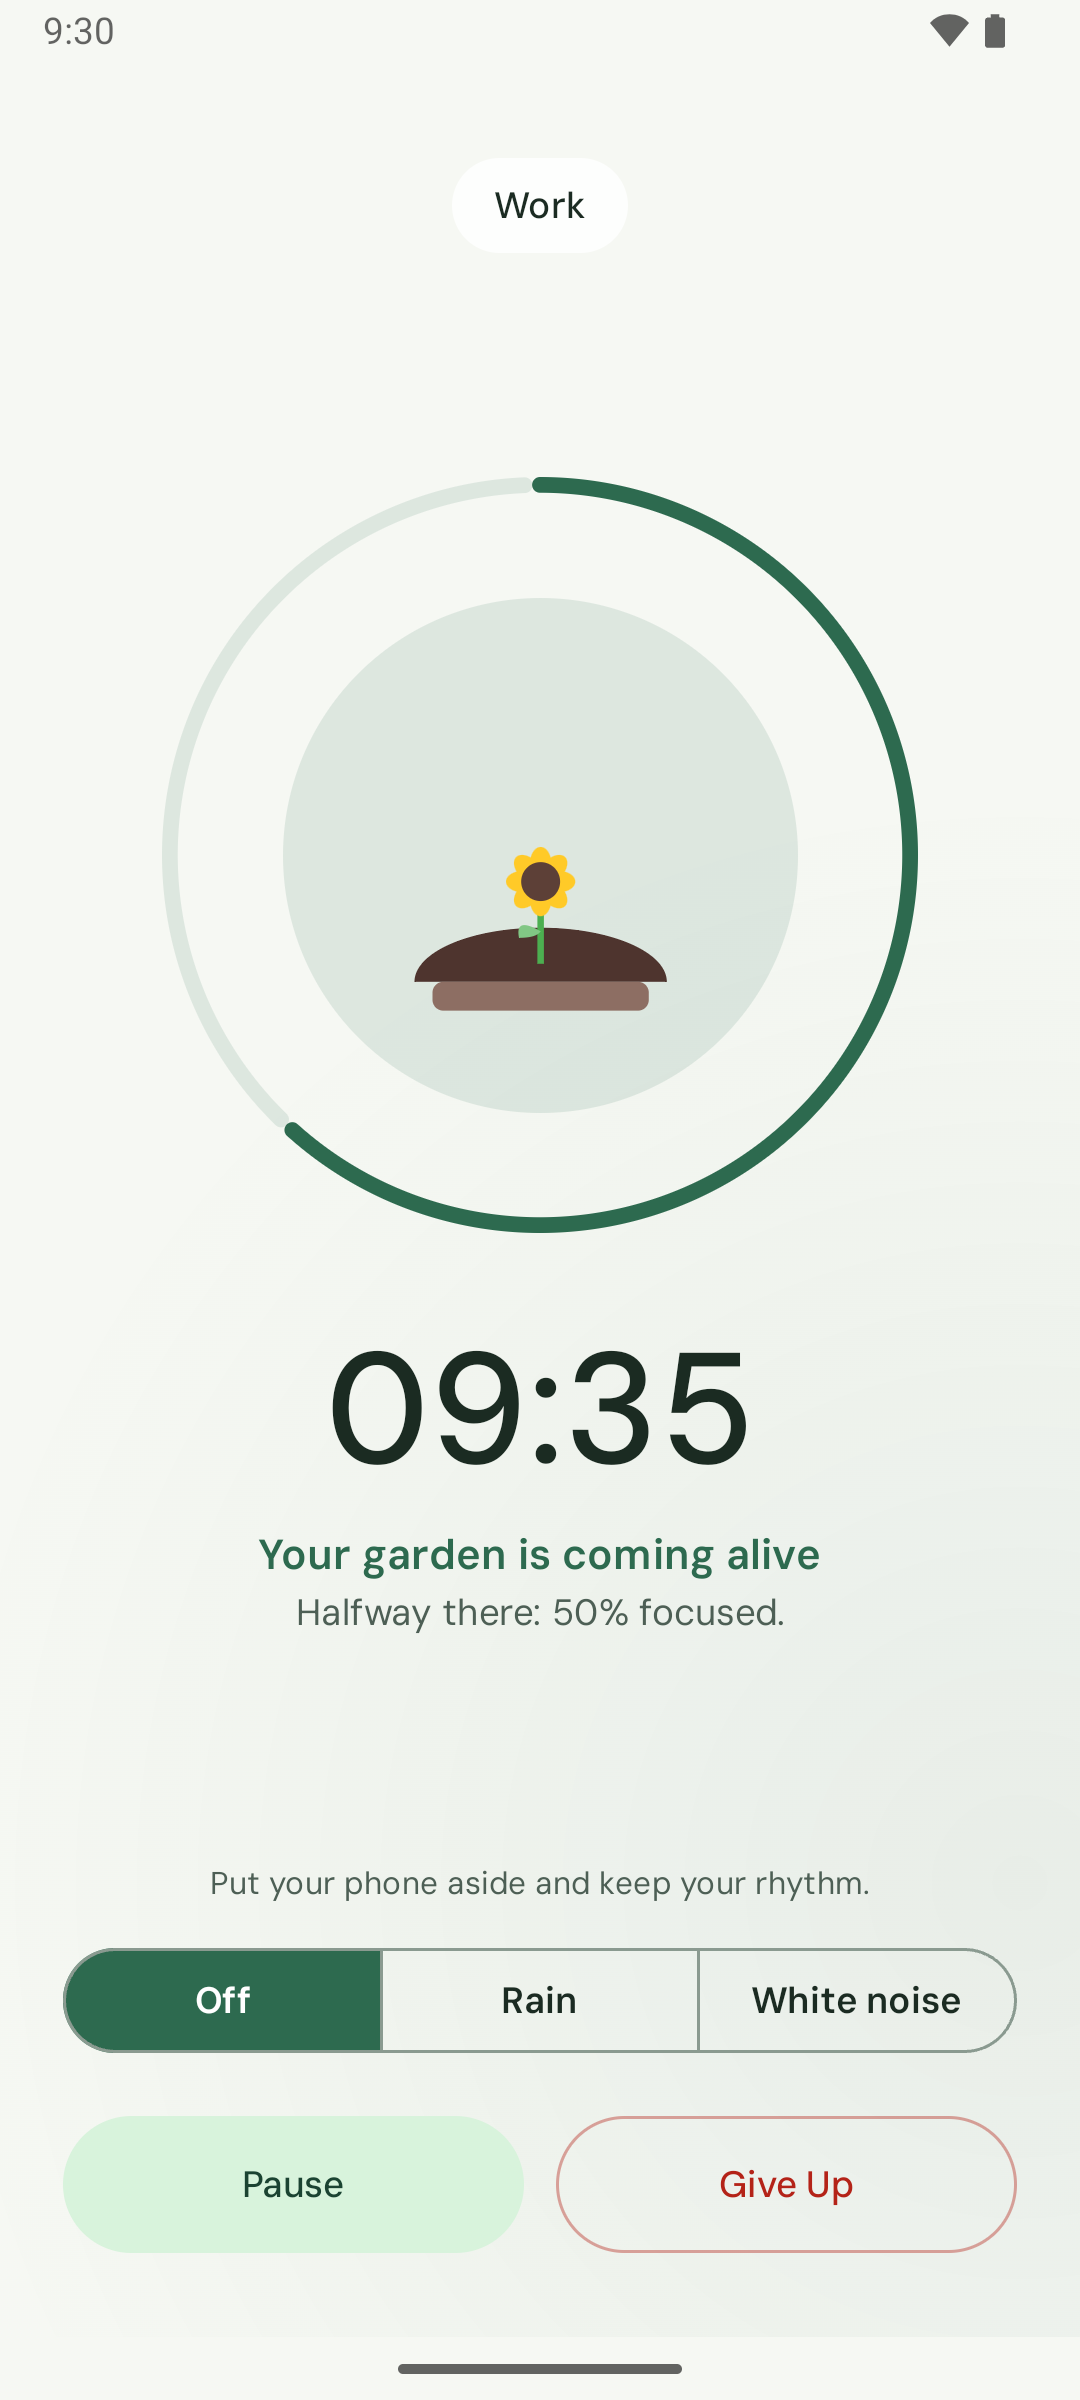 9:30
Work
09:35
Your garden is coming alive
Halfway there: 50% focused.
Put your phone aside and keep your rhythm.
Off
Rain
White noise
Pause
Give Up